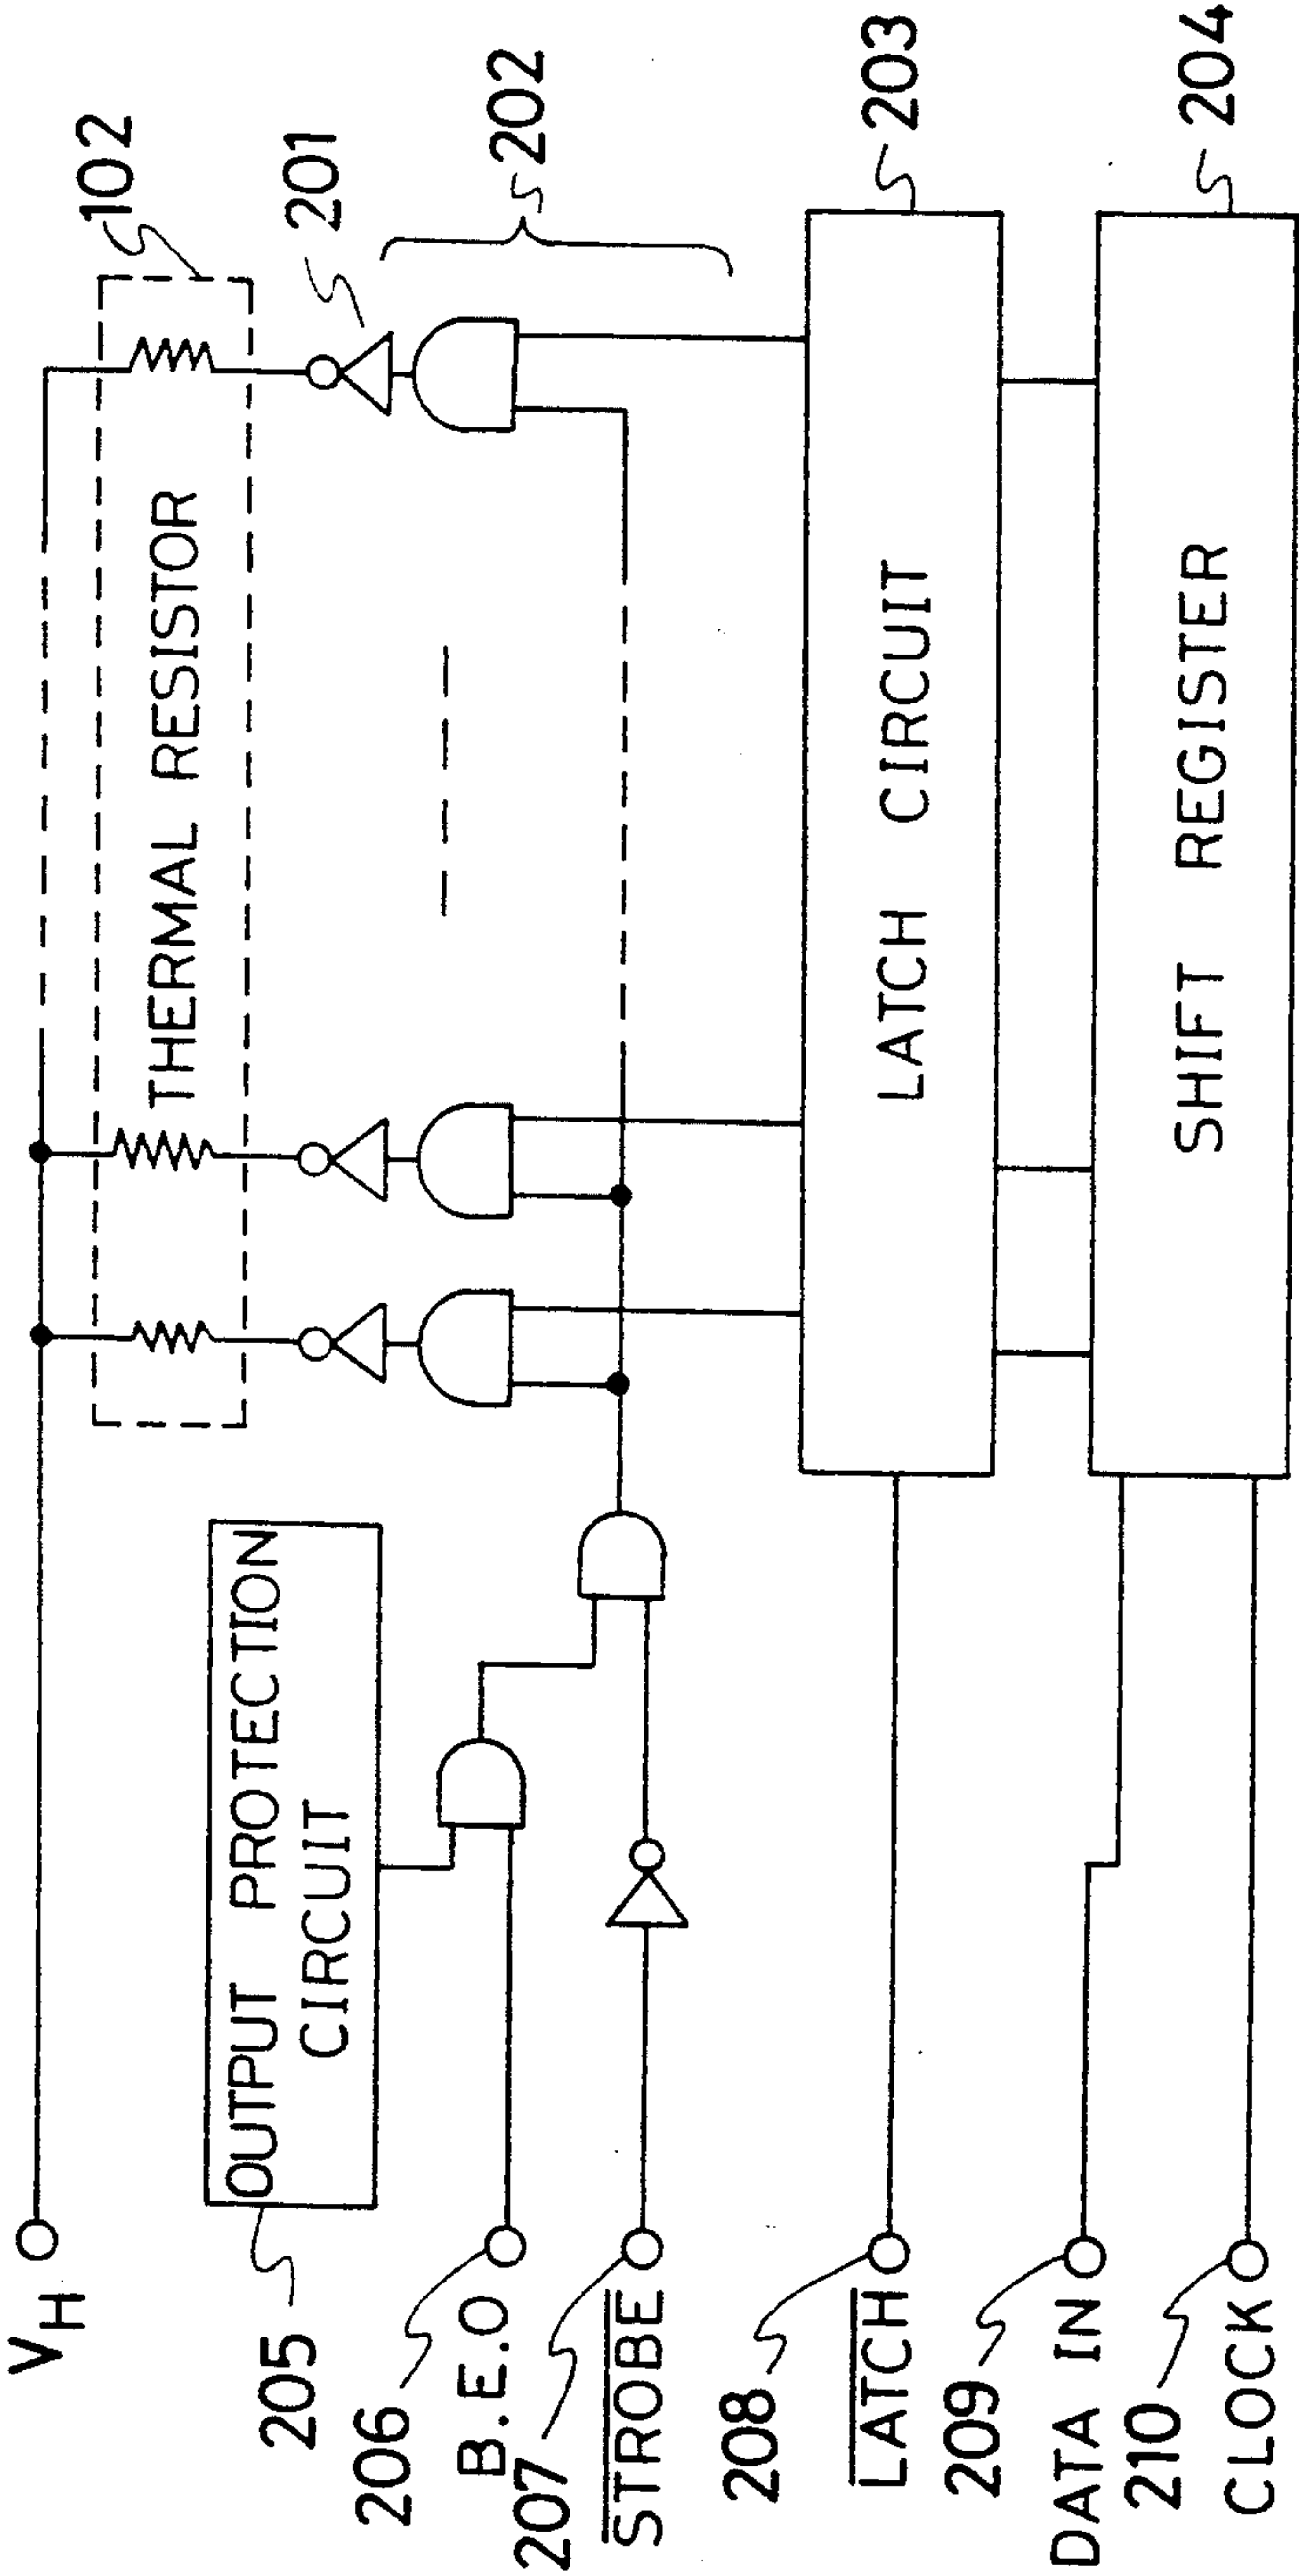 VH
102
THERMAL RESISTOR
201
202
OUTPUT PROTECTION
CIRCUIT
205
206
B.E.O
207
STROBE
208
LATCH
LATCH CIRCUIT
203
209
DATA IN
210
CLOCK
SHIFT REGISTER
204